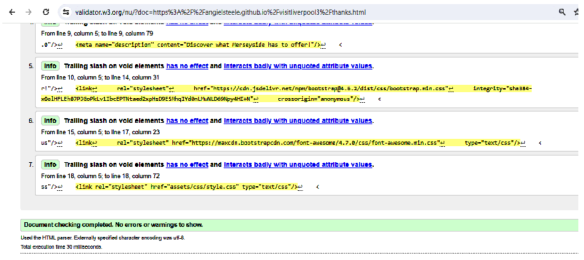 validator.w3.org/nu/?doc=https%3A%2F%2Fangiesteele.github.io%2Fvisitliverpool3%2Fthanks.html
Trailing slash on void elements has no effect and interacts badly with unquoted attribute values.
From line 9, column 5; to line 9, column 79
.0"/>↩ <meta name="description" content="Discover what Merseyside has to offer!"/>↩ <
5. Info Trailing slash on void elements has no effect and interacts badly with unquoted attribute values.
From line 10, column 5; to line 14, column 31
r!"/>↩ <link↩ rel="stylesheet"↩ href="https://cdn.jsdelivr.net/npm/bootstrap@4.6.2/dist/css/bootstrap.min.css"↩ integrity="sha384-
crossorigin="anonymous"/>↩ <
6. Info Trailing slash on void elements has no effect and interacts badly with unquoted attribute values.
From line 15, column 5; to line 17, column 23
us"/>↩ <link↩ rel="stylesheet" href="https://maxcdn.bootstrapcdn.com/font-awesome/4.7.0/css/font-awesome.min.css"↩ type="text/css"/>↩ <
7. Info Trailing slash on void elements has no effect and interacts badly with unquoted attribute values.
From line 18, column 5; to line 18, column 72
ss"/>↩ <link rel="stylesheet" href="assets/css/style.css" type="text/css"/>↩ <
Document checking completed. No errors or warnings to show.
Used the HTML parser. Externally specified character encoding was utf-8.
Total execution time 30 milliseconds.